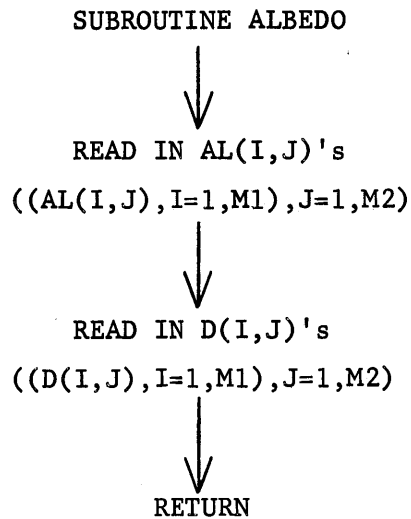 SUBROUTINE ALBEDO
READ IN AL(I,J)'s
((AL(I,J),I=1,M1),J=1,M2)
READ IN D(I,J)'s
((D(I,J),I=1,M1),J=1,M2)
RETURN